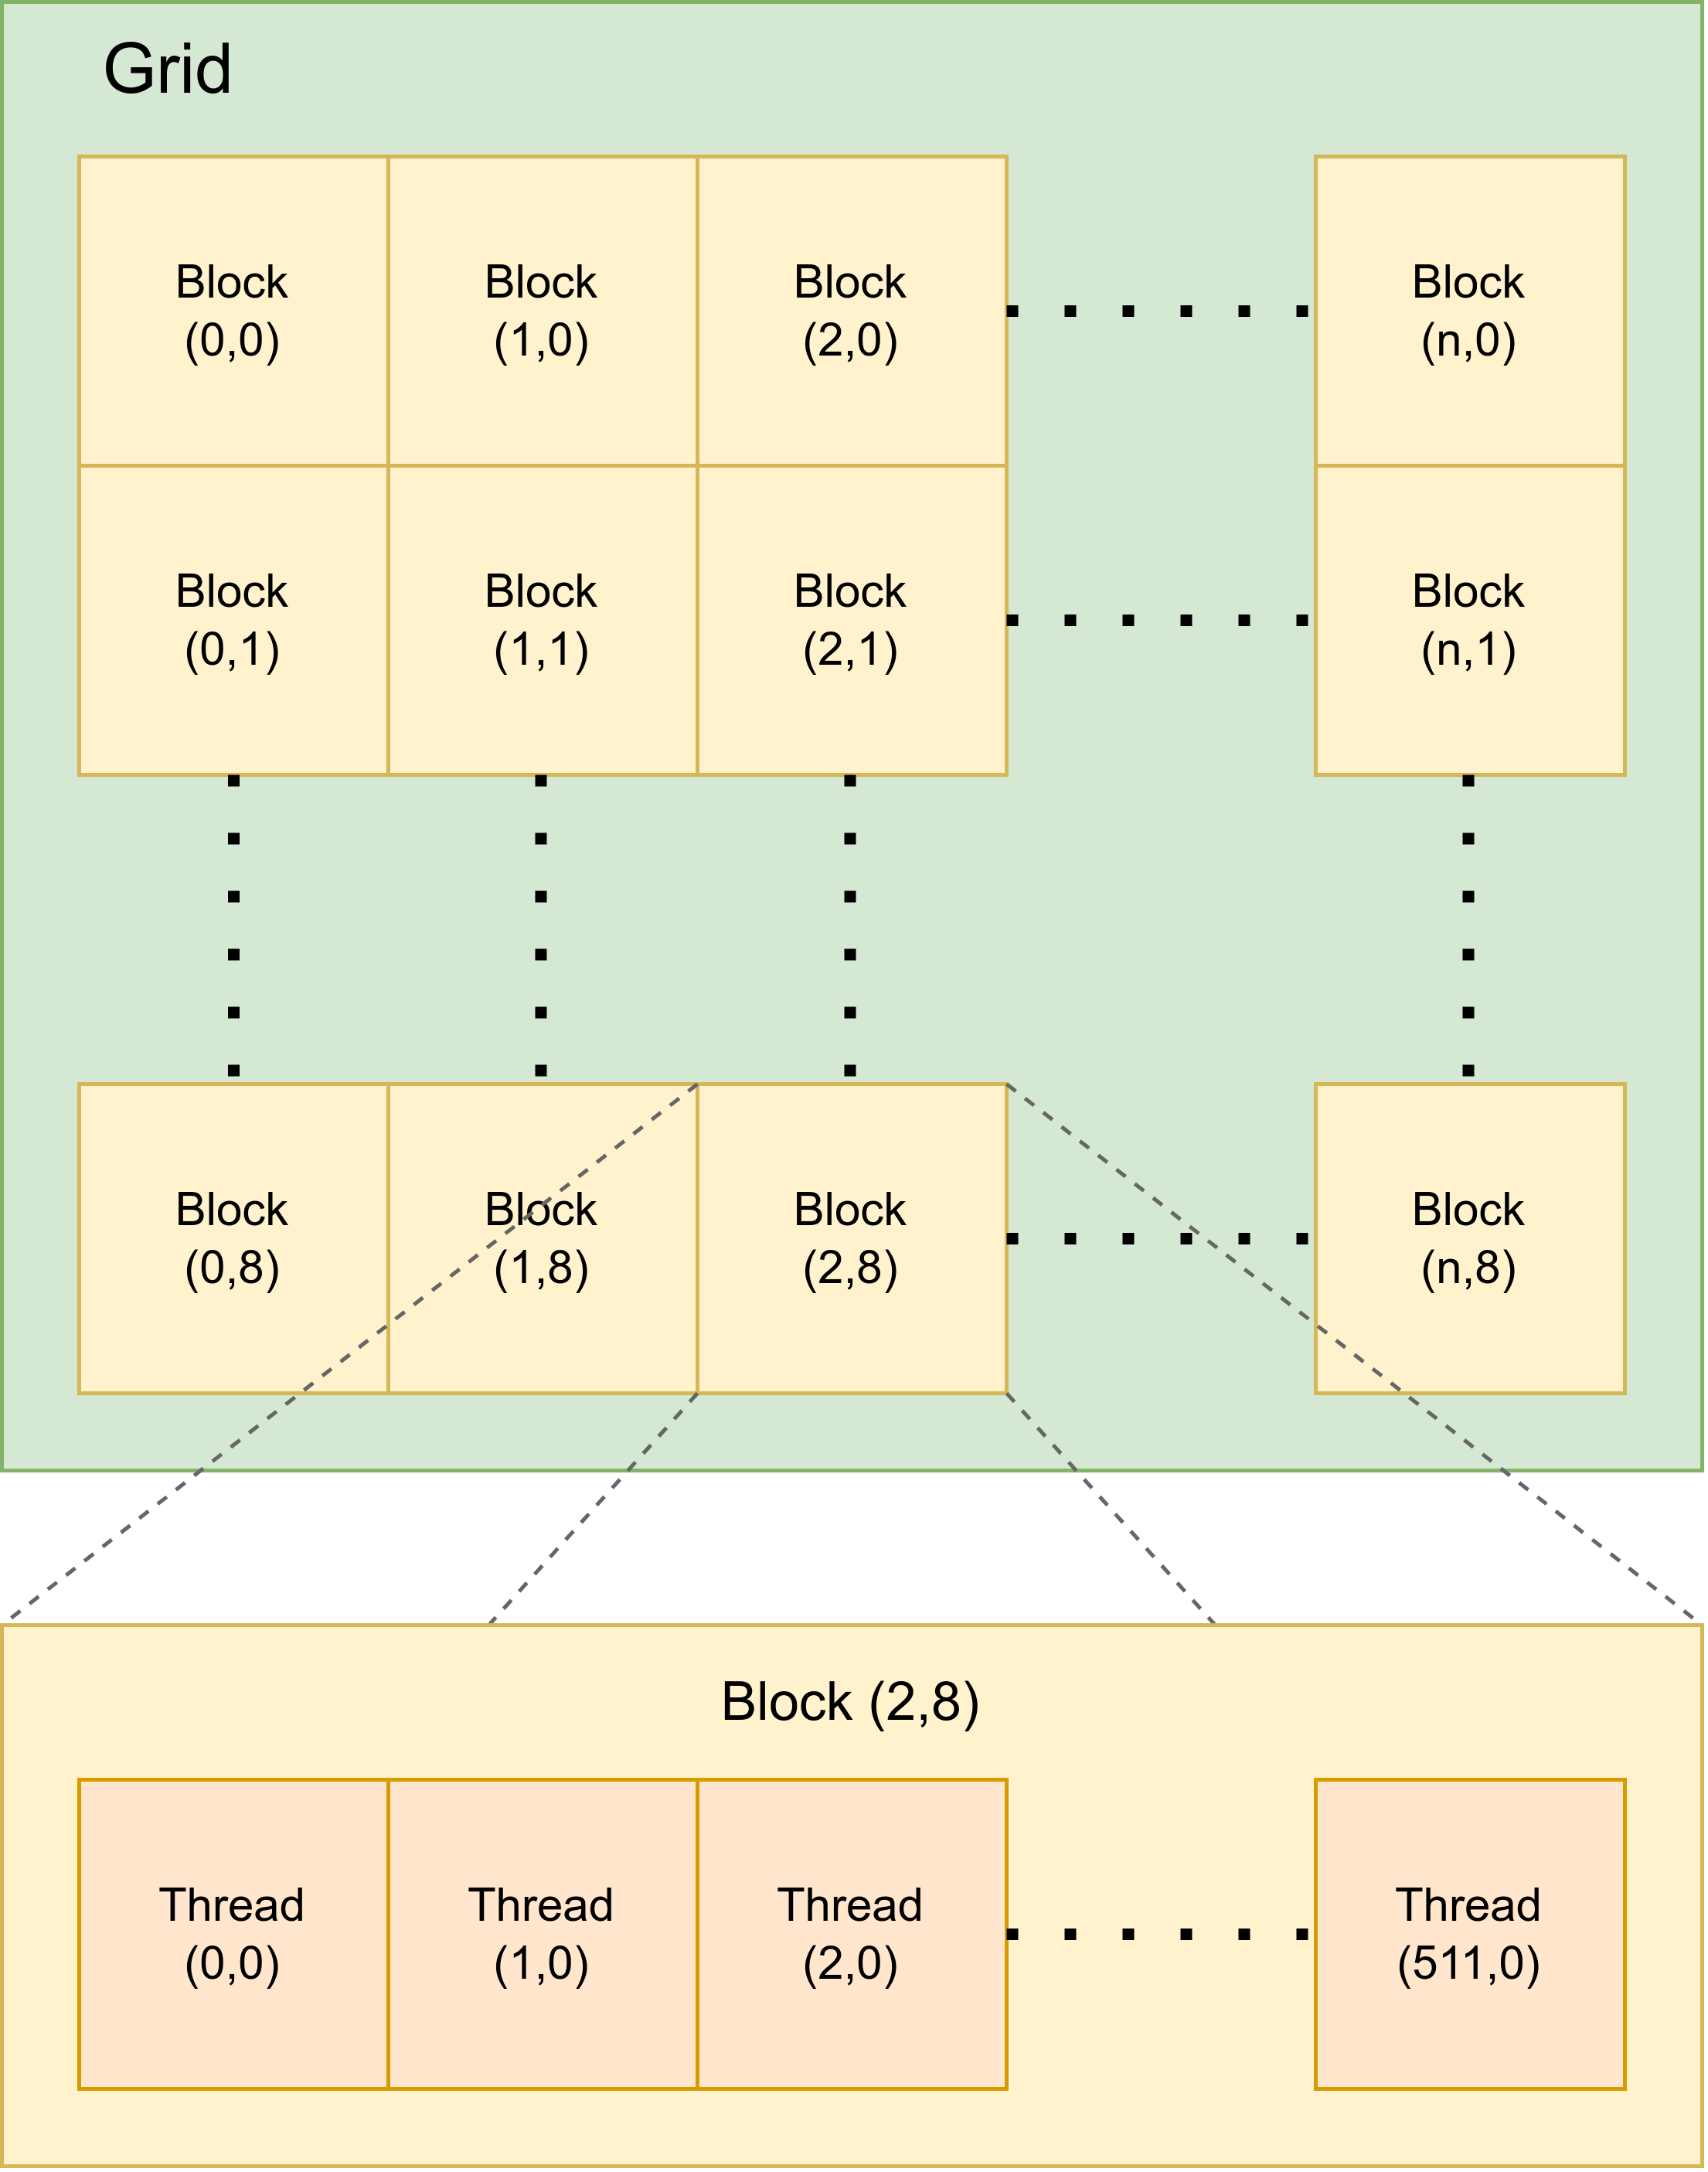 Grid
Block
(0,0)
Block
(1,0)
Block
(2,0)
Block
(n,0)
Block
(0,1)
Block
(1,1)
Block
(2,1)
Block
(n,1)
Block
(0,8)
Block
(1,8)
Block
(2,8)
Block
(n,8)
Block (2,8)
Thread
(0,0)
Thread
(1,0)
Thread
(2,0)
Thread
(511,0)